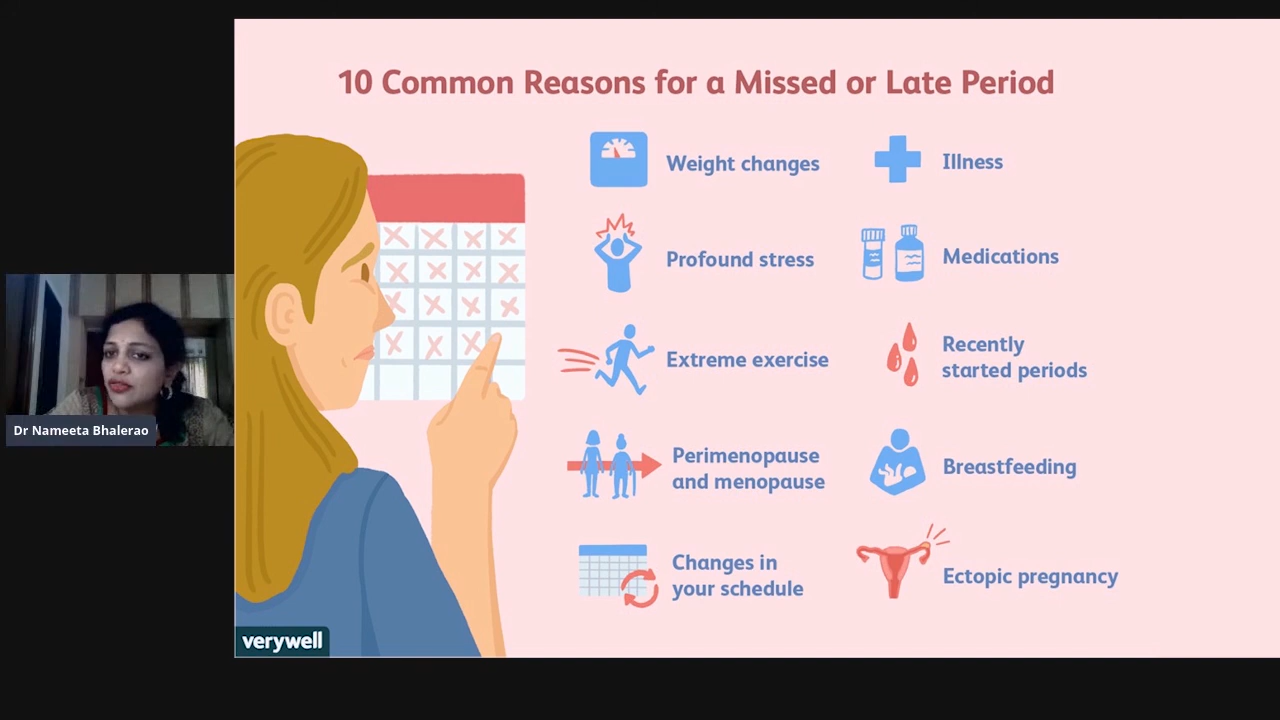 10 Common Reasons for a Missed or Late Period
Weight changes
Illness
Profound stress
Medications
Extreme exercise
Recently
started periods
Perimenopause
and menopause
Breastfeeding
Changes in
your schedule
Ectopic pregnancy
Dr Nameeta Bhalerao
verywell